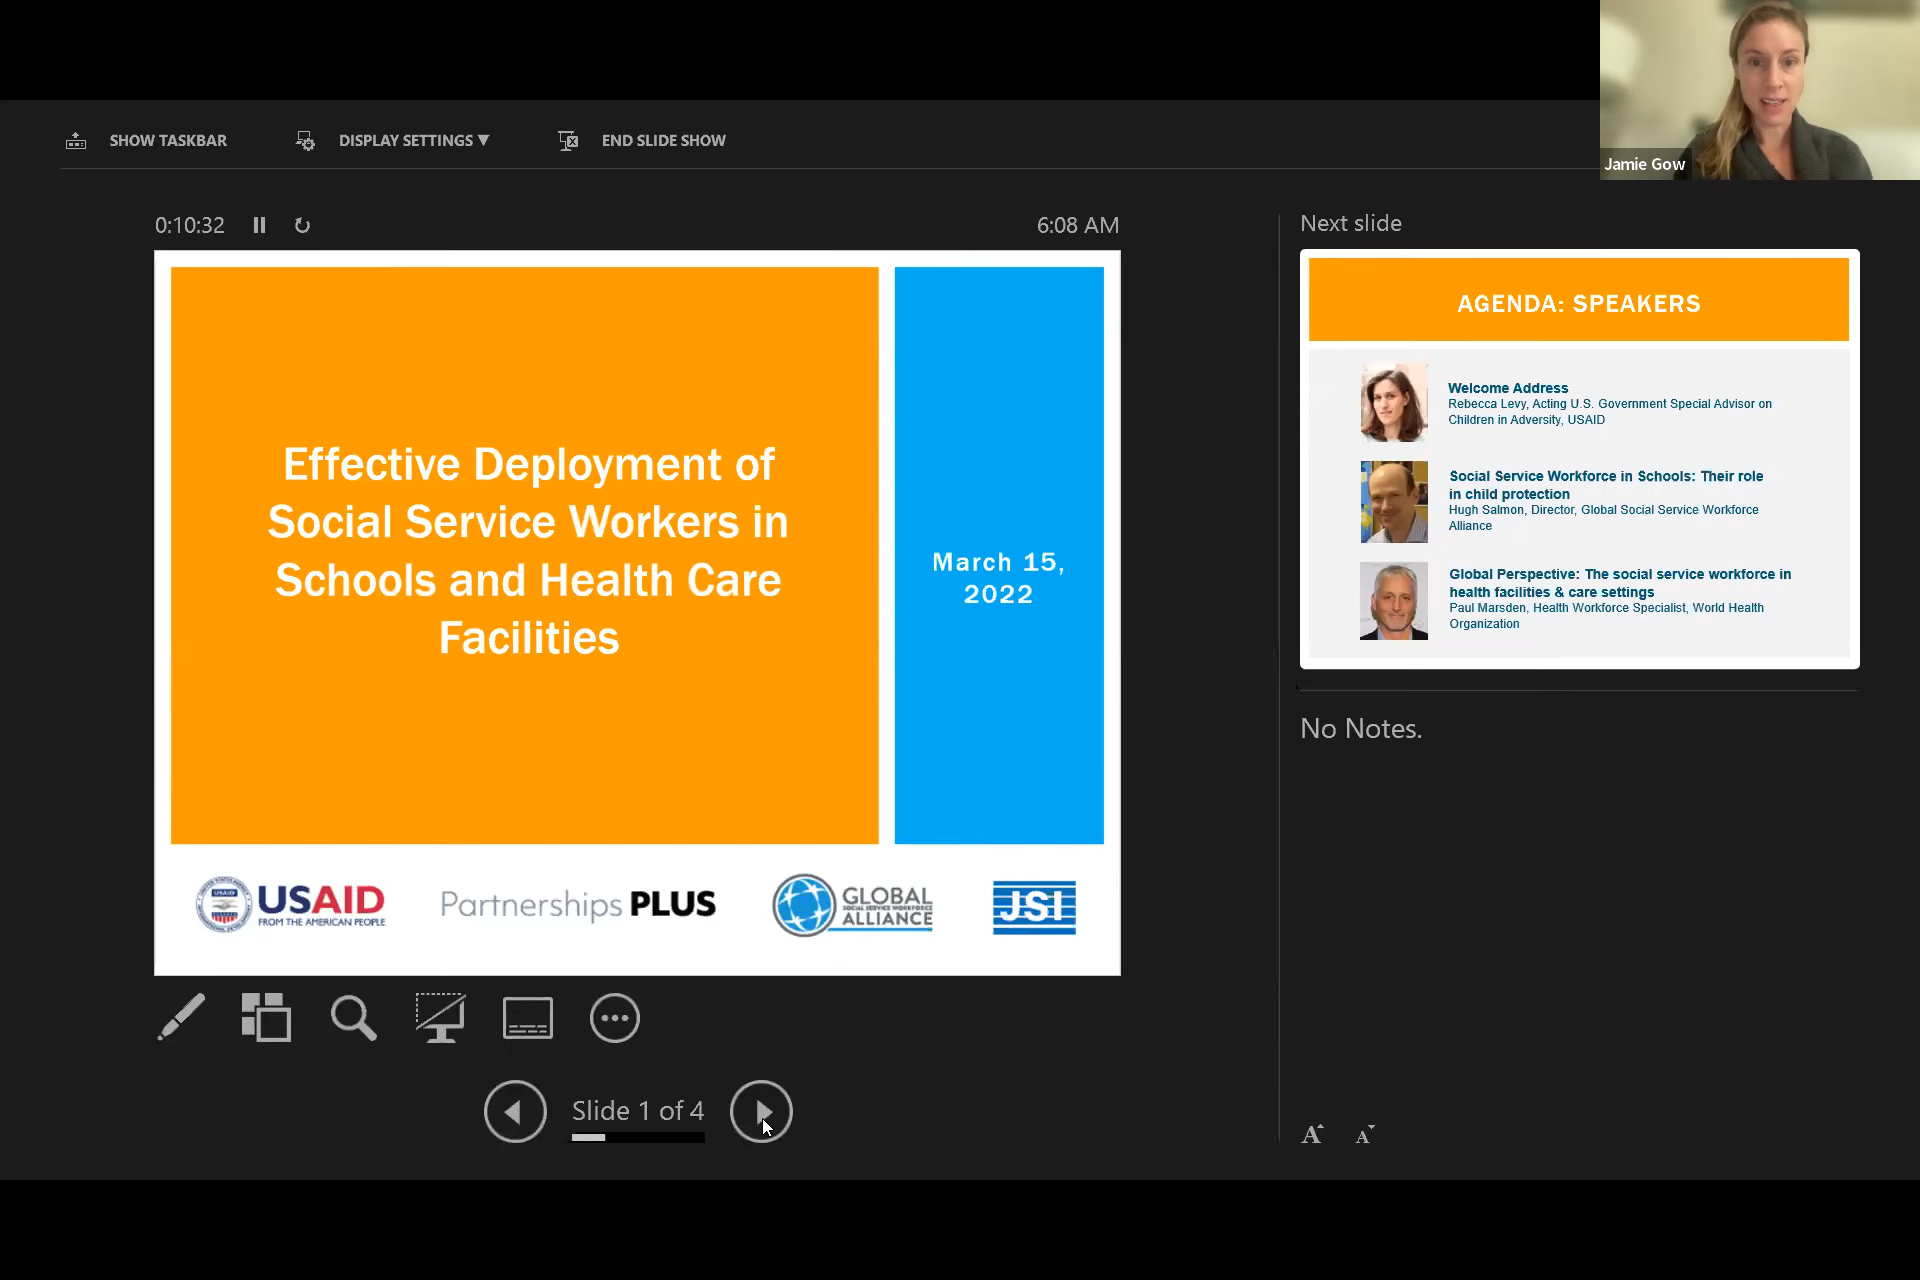 Jamie Gow
SHOW TASKBAR
DISPLAY SETTINGS ▼
END SLIDE SHOW
0:10:32
6:08 AM
Effective Deployment of
Social Service Workers in
Schools and Health Care
Facilities
March 15,
2022
USAID
FROM THE AMERICAN PEOPLE
Partnerships PLUS
GLOBAL
SOCIAL SERVICE WORKFORCE
ALLIANCE
JSI
Slide 1 of 4
Next slide
AGENDA: SPEAKERS
Welcome Address
Rebecca Levy, Acting U.S. Government Special Advisor on
Children in Adversity, USAID
Social Service Workforce in Schools: Their role
in child protection
Hugh Salmon, Director, Global Social Service Workforce
Alliance
Global Perspective: The social service workforce in
health facilities & care settings
Paul Marsden, Health Workforce Specialist, World Health
Organization
No Notes.
A A